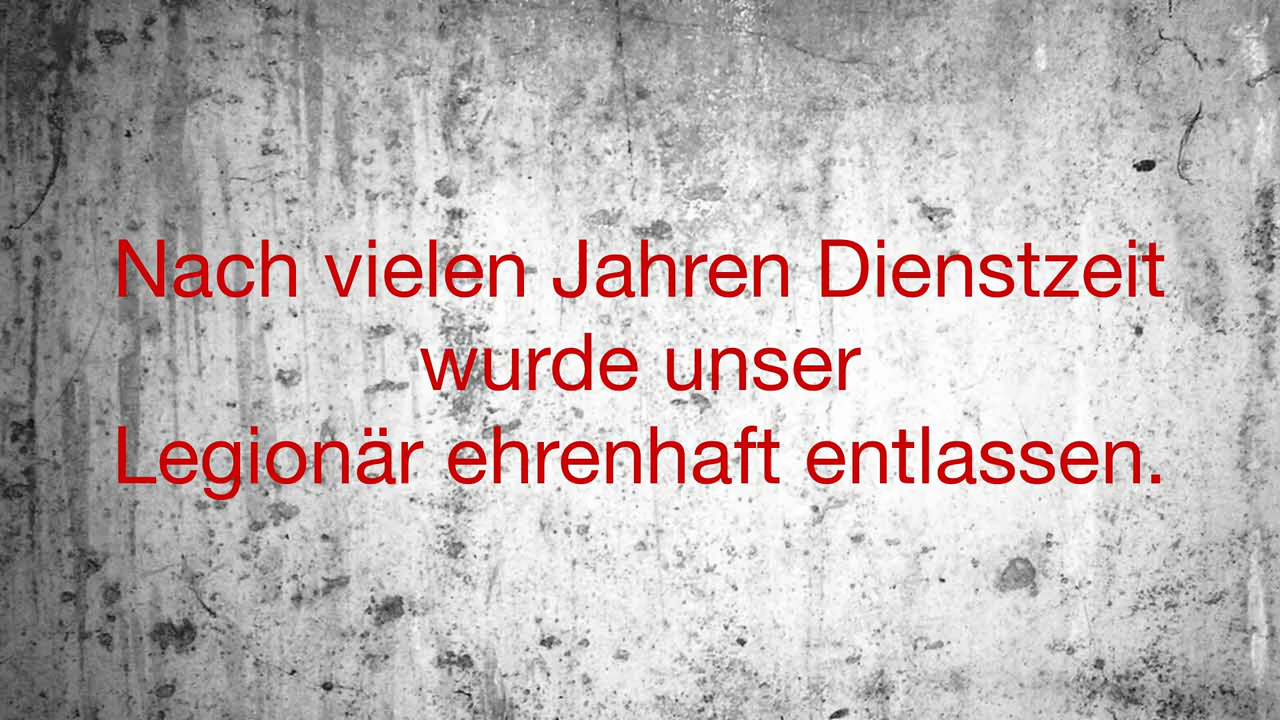 Nach vielen Jahren Dienstzeit
wurde unser
Legionär ehrenhaft entlassen.